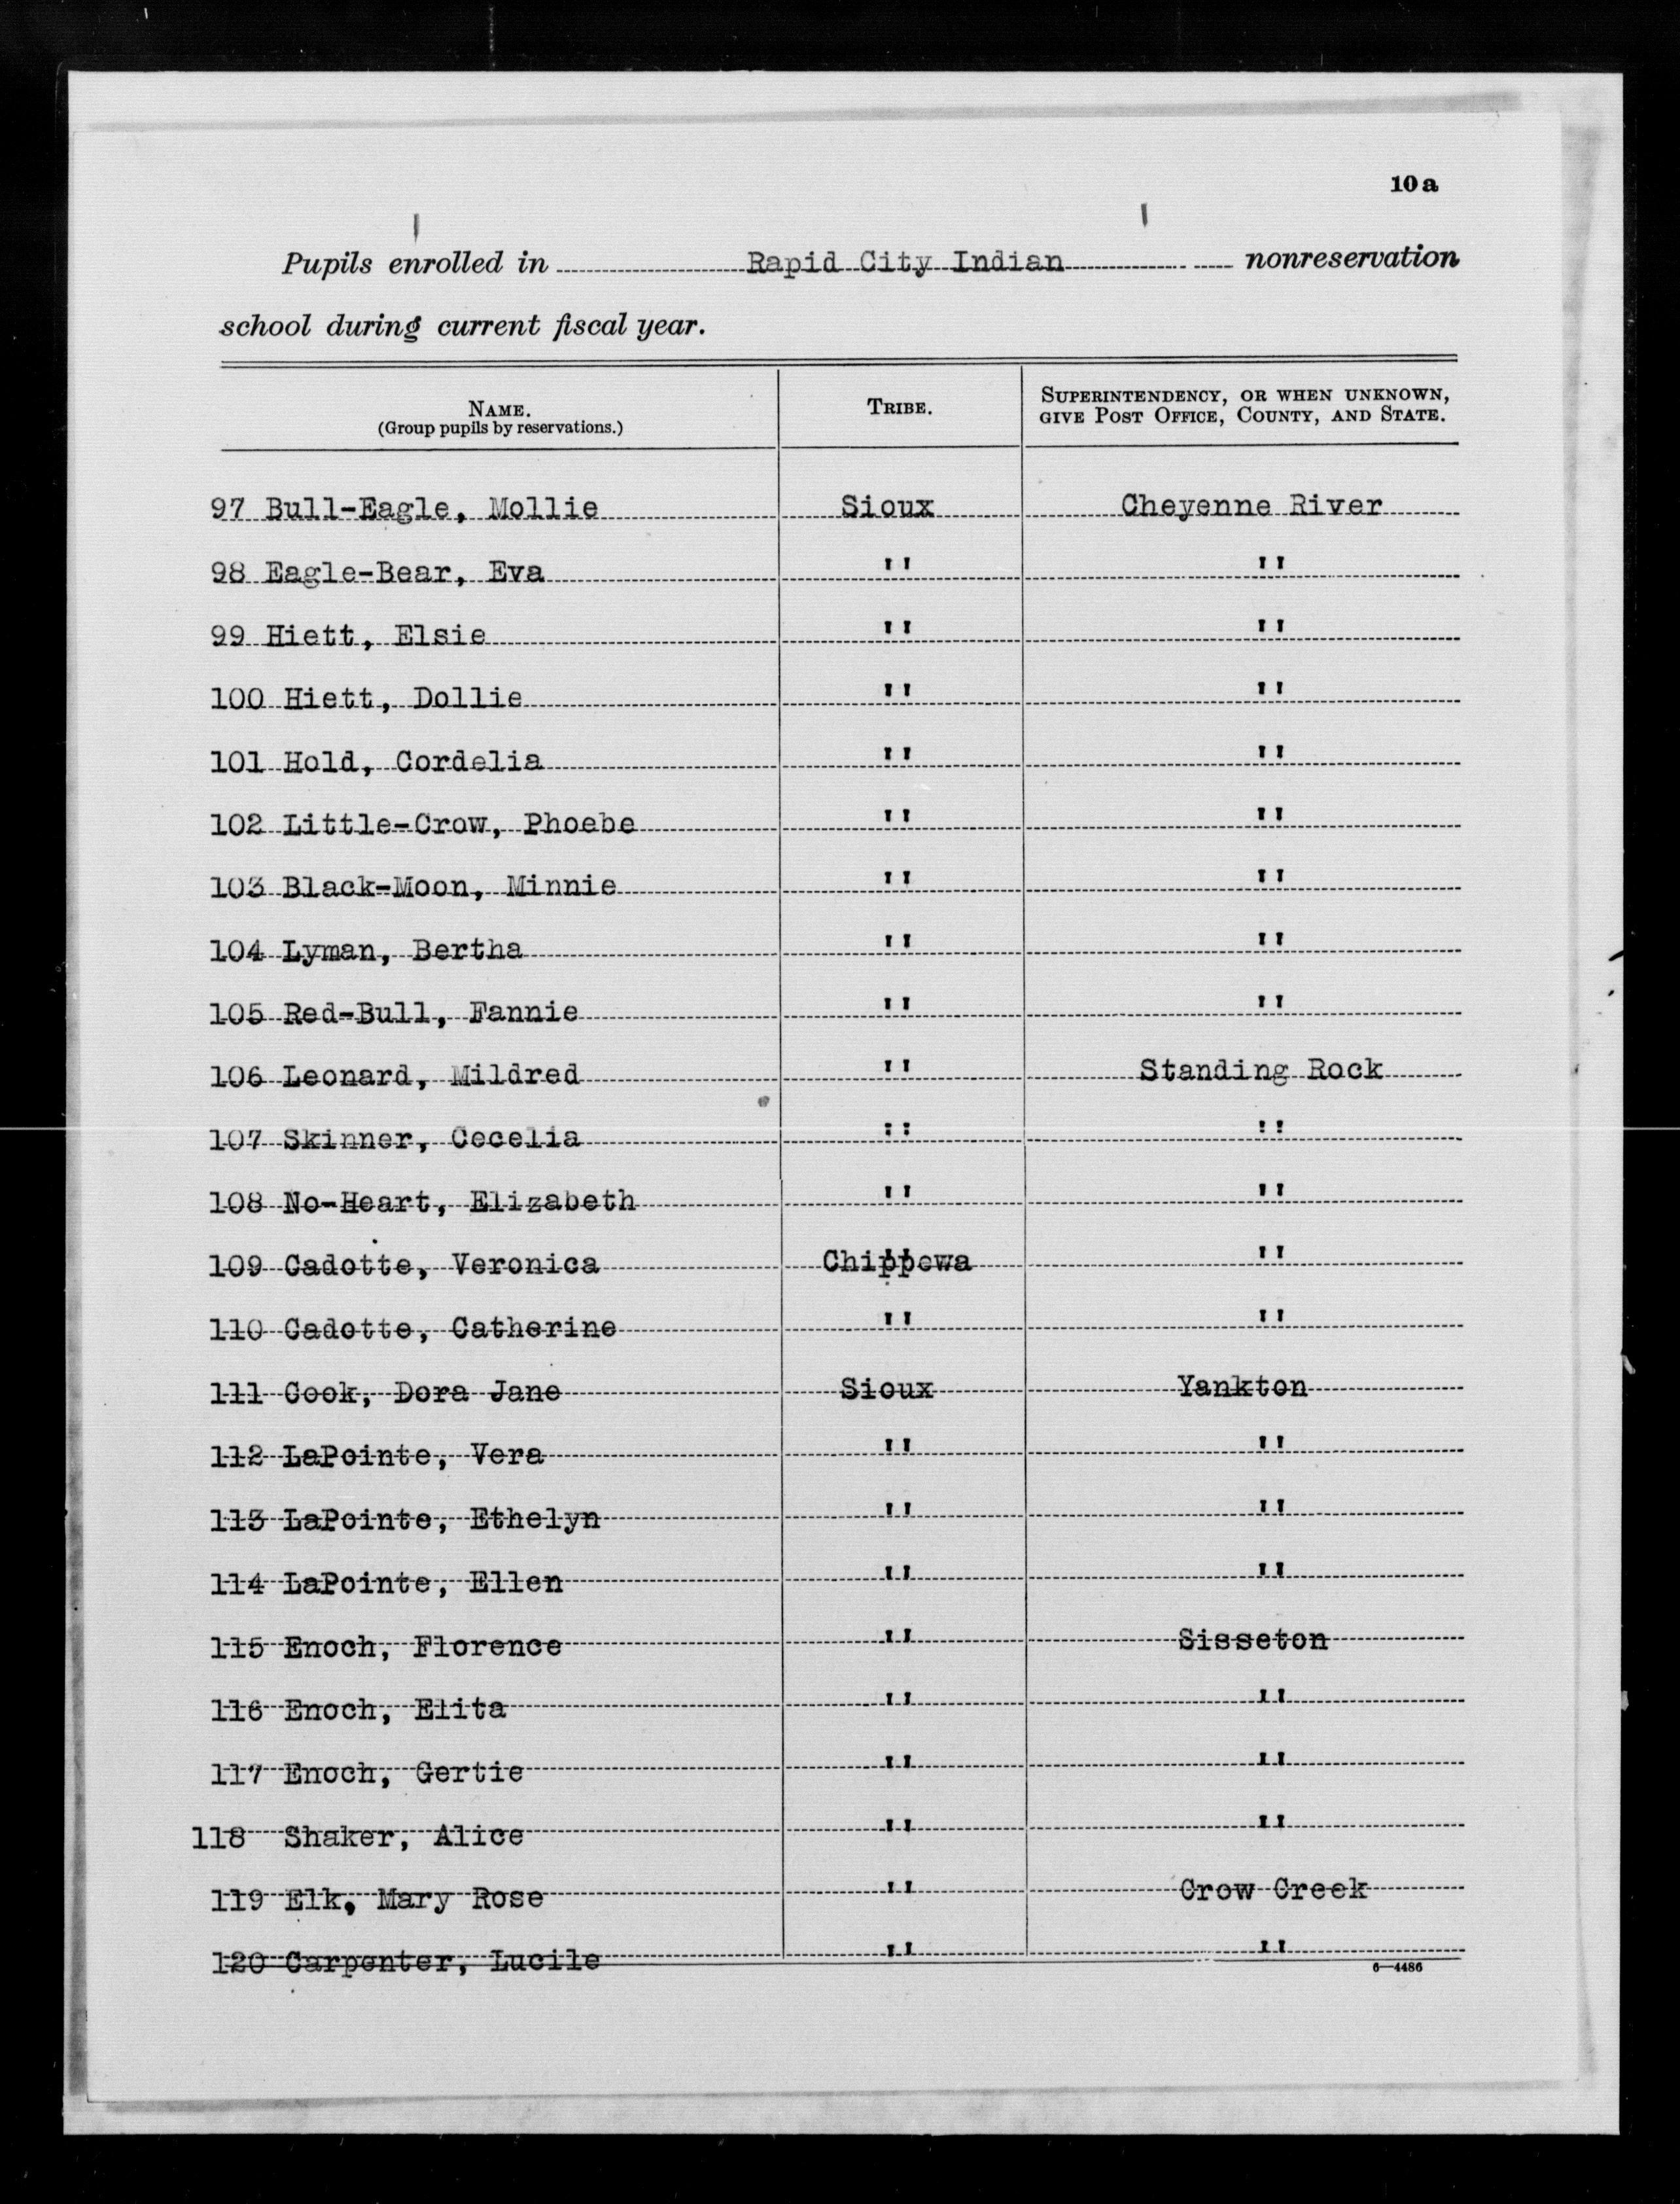 10a
Pupils enrolled in Rapid City Indian nonreservation
school during current fiscal year.
NAME. TRIBE. SUPERINTENDENCY, OR WHEN UNKNOWN,
(Group pupils by reservations.) GIVE POST OFFICE, COUNTY, AND STATE.
97 Bull-Eagle, Mollie Sioux Cheyenne River
98 Eagle-Bear, Eva " "
99 Hiett, Elsie " "
100 Hiett, Dollie " "
101 Hold, Cordelia " "
102 Little-Crow, Phoebe " "
103 Black-Moon, Minnie " "
104 Lyman, Bertha " "
105 Red-Bull, Fannie " "
106 Leonard, Mildred " Standing Rock
107 Skinner, Cecelia " "
108 No-Heart, Elizabeth " "
109 Cadotte, Veronica Chippewa "
110 Cadotte, Catherine " "
111 Cook, Dora Jane Sioux Yankton
112 LaPointe, Vera " "
113 LaPointe, Ethelyn " "
114 LaPointe, Ellen " "
115 Enoch, Florence " Sisseton
116 Enoch, Elita " "
117 Enoch, Gertie " "
118 Shaker, Alice " "
119 Elk, Mary Rose " Crow Creek
120 Carpenter, Lucile " "
6—4486